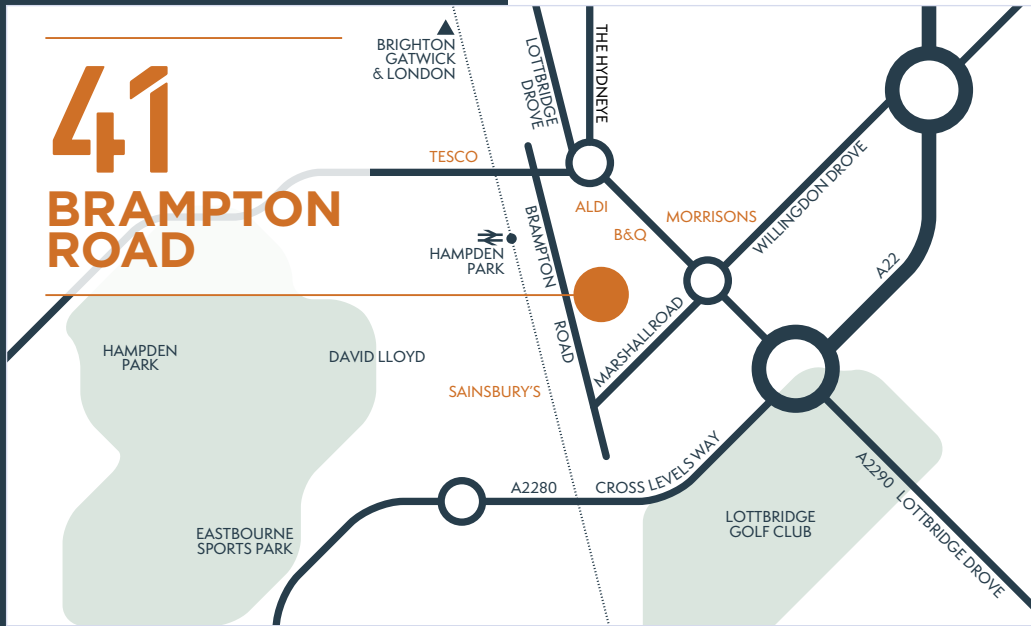 BRIGHTON
GATWICK
& LONDON
LOTTBRIDGE
DROVE
THE HYDNEYE
41
BRAMPTON
ROAD
TESCO
ALDI
B&Q
MORRISONS
WILLINGDON DROVE
BRAMPTON
ROAD
HAMPDEN
PARK
A22
MARSHALL ROAD
HAMPDEN
PARK
DAVID LLOYD
SAINSBURY'S
A2280
CROSS LEVELS WAY
A2290
LOTTBRIDGE DROVE
EASTBOURNE
SPORTS PARK
LOTTBRIDGE
GOLF CLUB